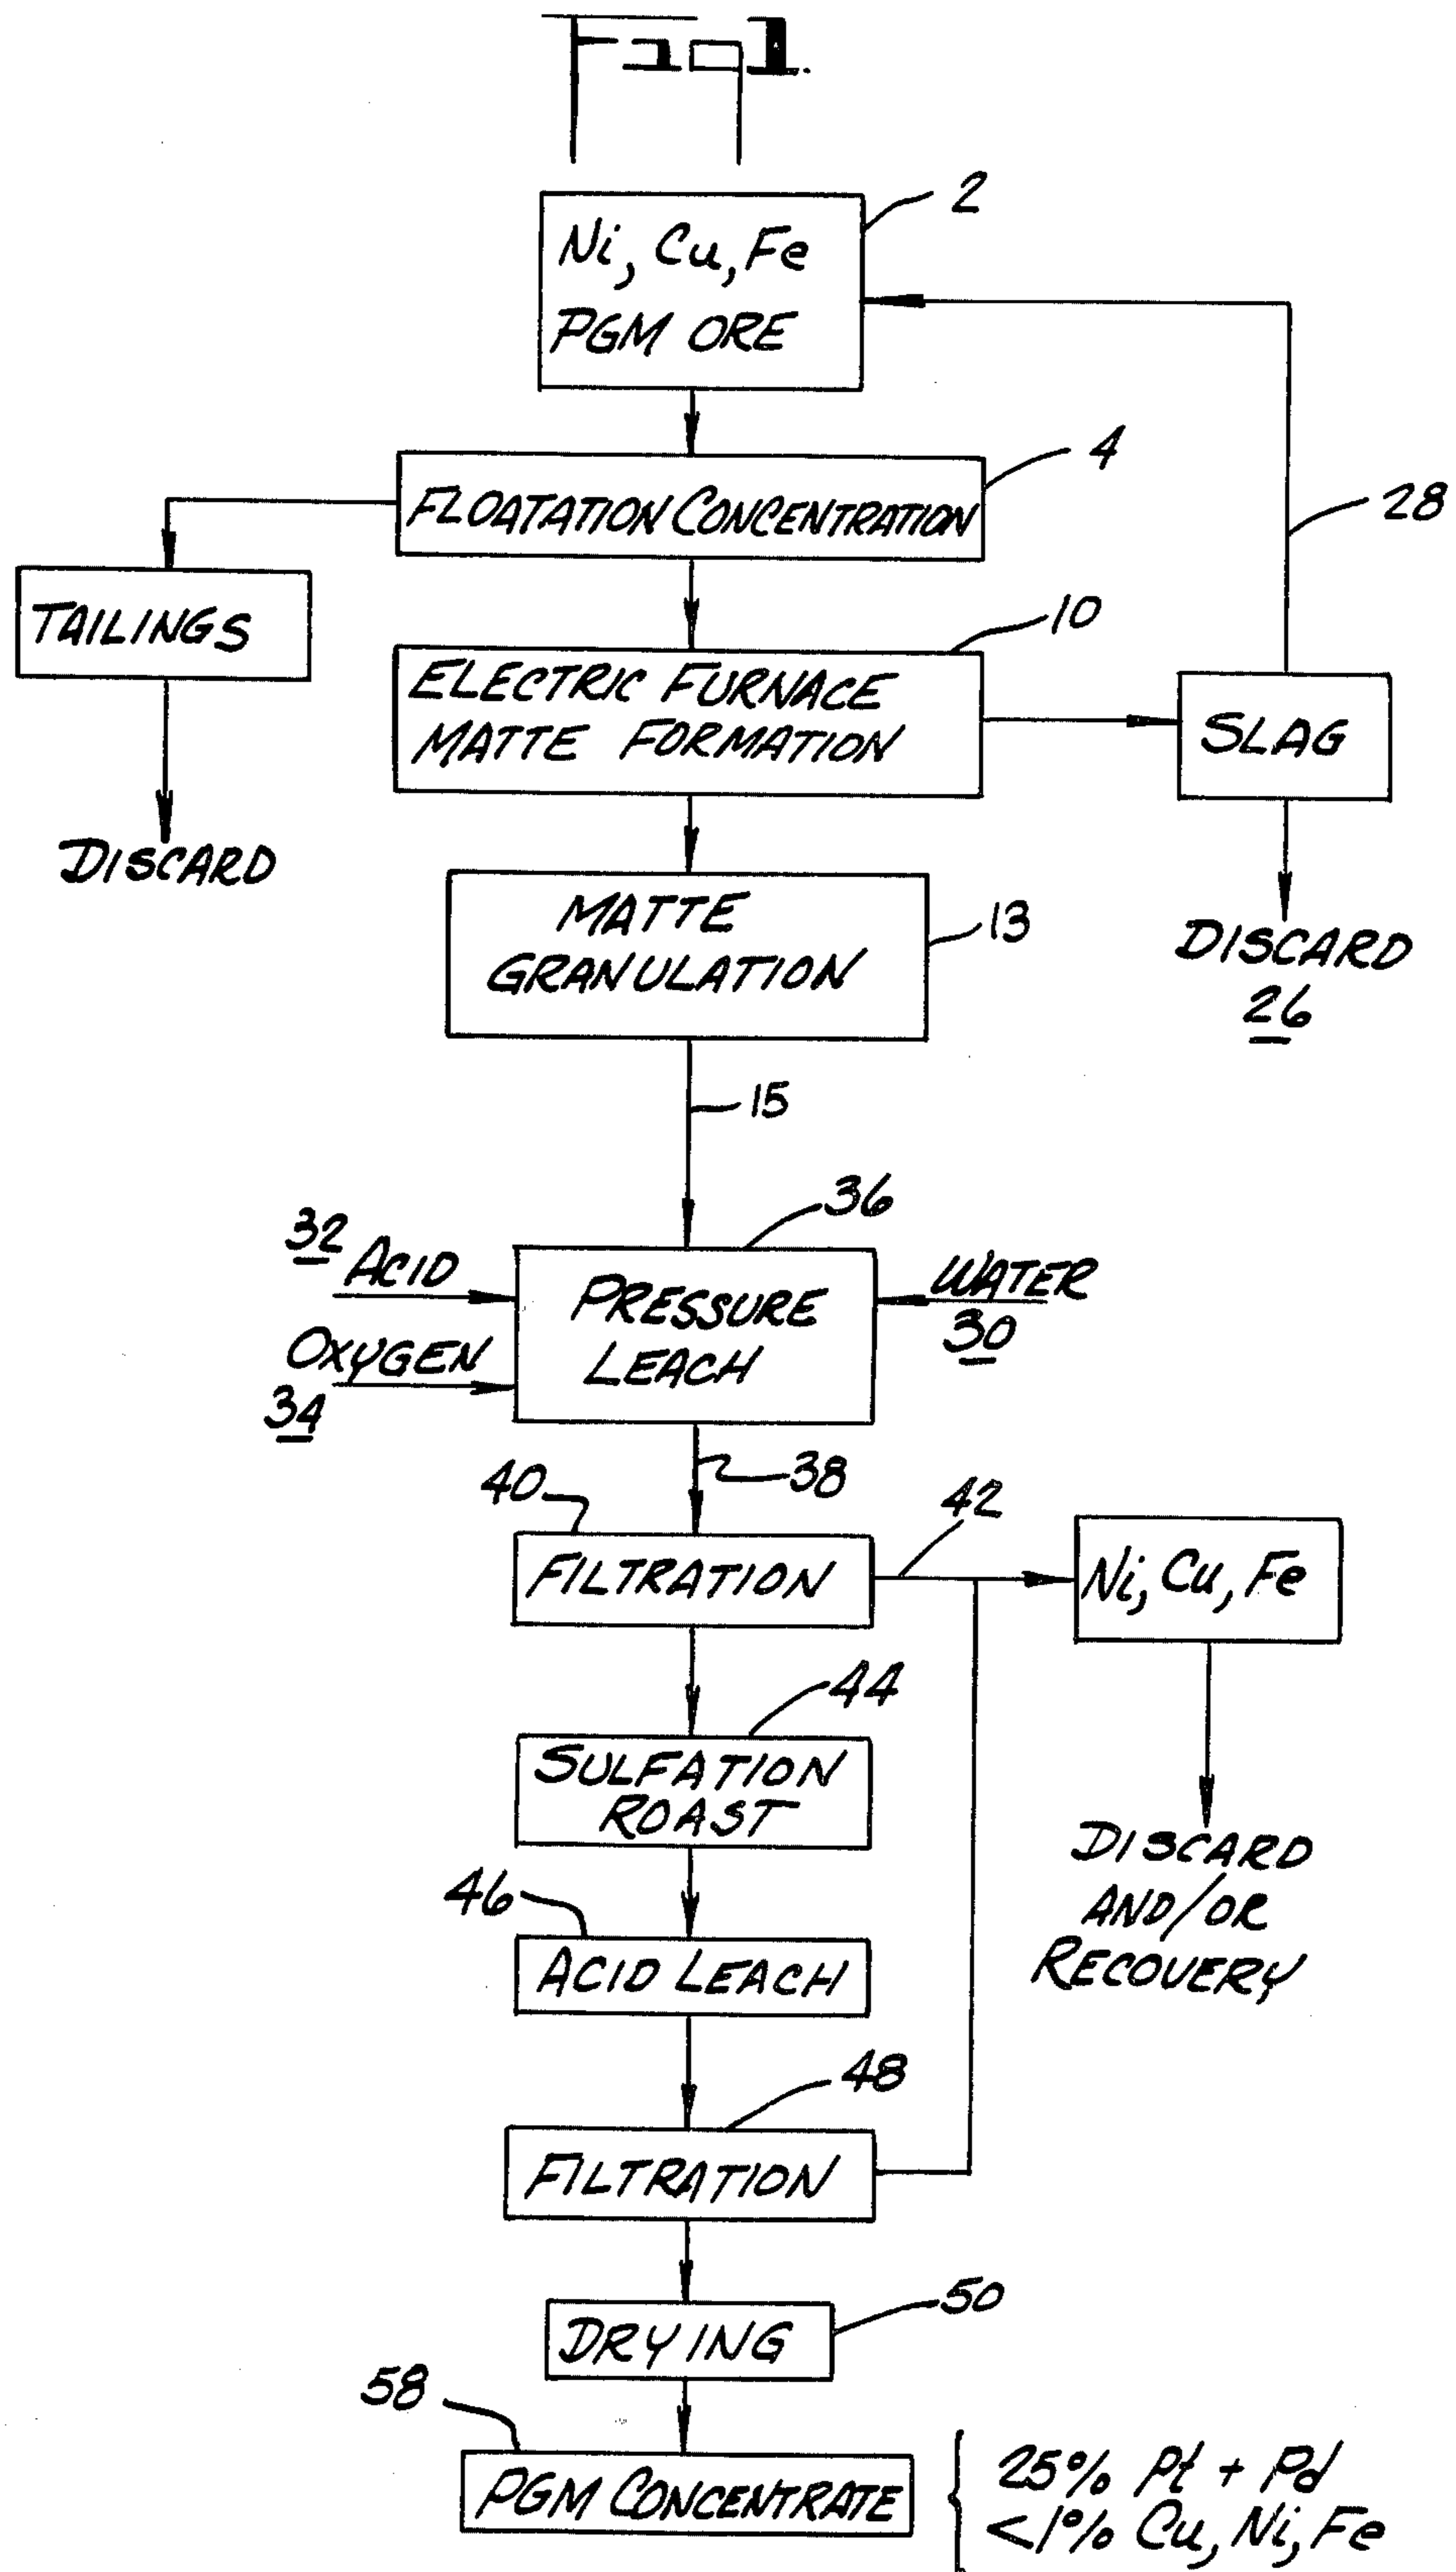 Fig. 1.
2
Ni, Cu, Fe
PGM ORE
4
FLOATATION CONCENTRATION
28
TAILINGS
10
ELECTRIC FURNACE
MATTE FORMATION
SLAG
DISCARD
MATTE
GRANULATION
13
DISCARD
26
15
36
32
ACID
WATER
30
PRESSURE
LEACH
OXYGEN
34
38
40
42
FILTRATION
Ni, Cu, Fe
44
SULFATION
ROAST
DISCARD
AND/OR
RECOVERY
46
ACID LEACH
48
FILTRATION
50
DRYING
58
PGM CONCENTRATE
25% Pt + Pd
<1% Cu, Ni, Fe